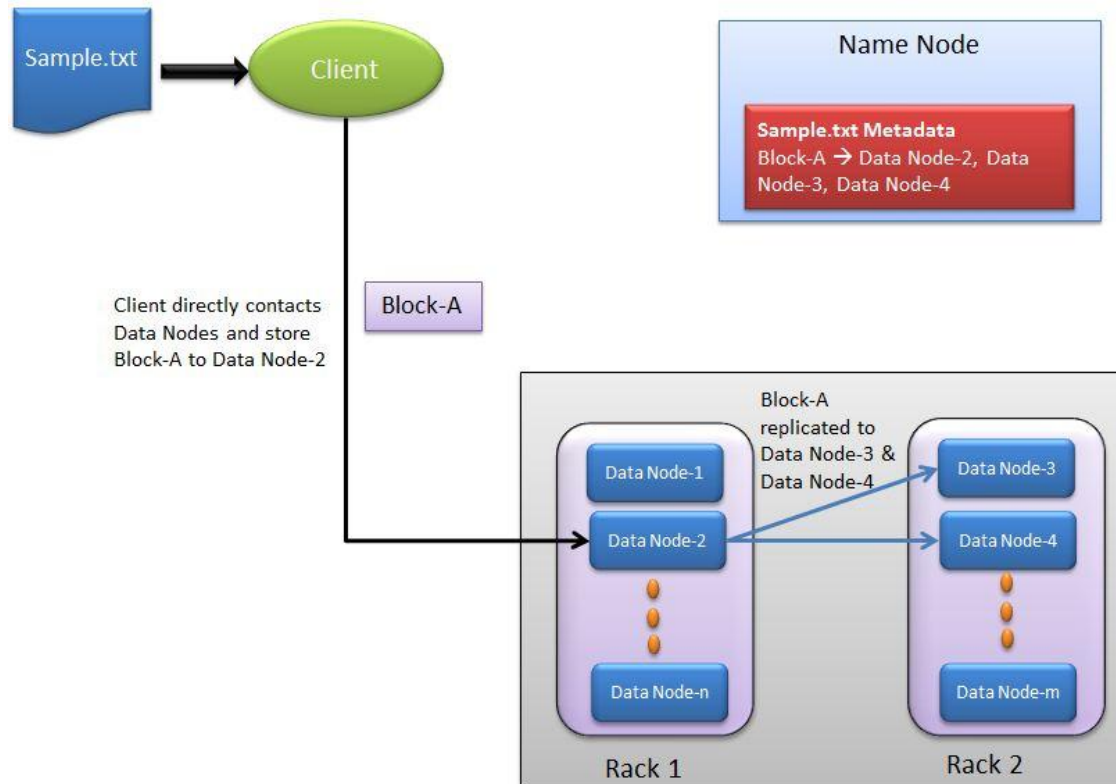 Sample.txt
Client
Name Node
Sample.txt Metadata
Block-A → Data Node-2, Data
Node-3, Data Node-4
Client directly contacts
Data Nodes and store
Block-A to Data Node-2
Block-A
Block-A
replicated to
Data Node-3 &
Data Node-4
Data Node-1
Data Node-2
Data Node-n
Rack 1
Data Node-3
Data Node-4
Data Node-m
Rack 2